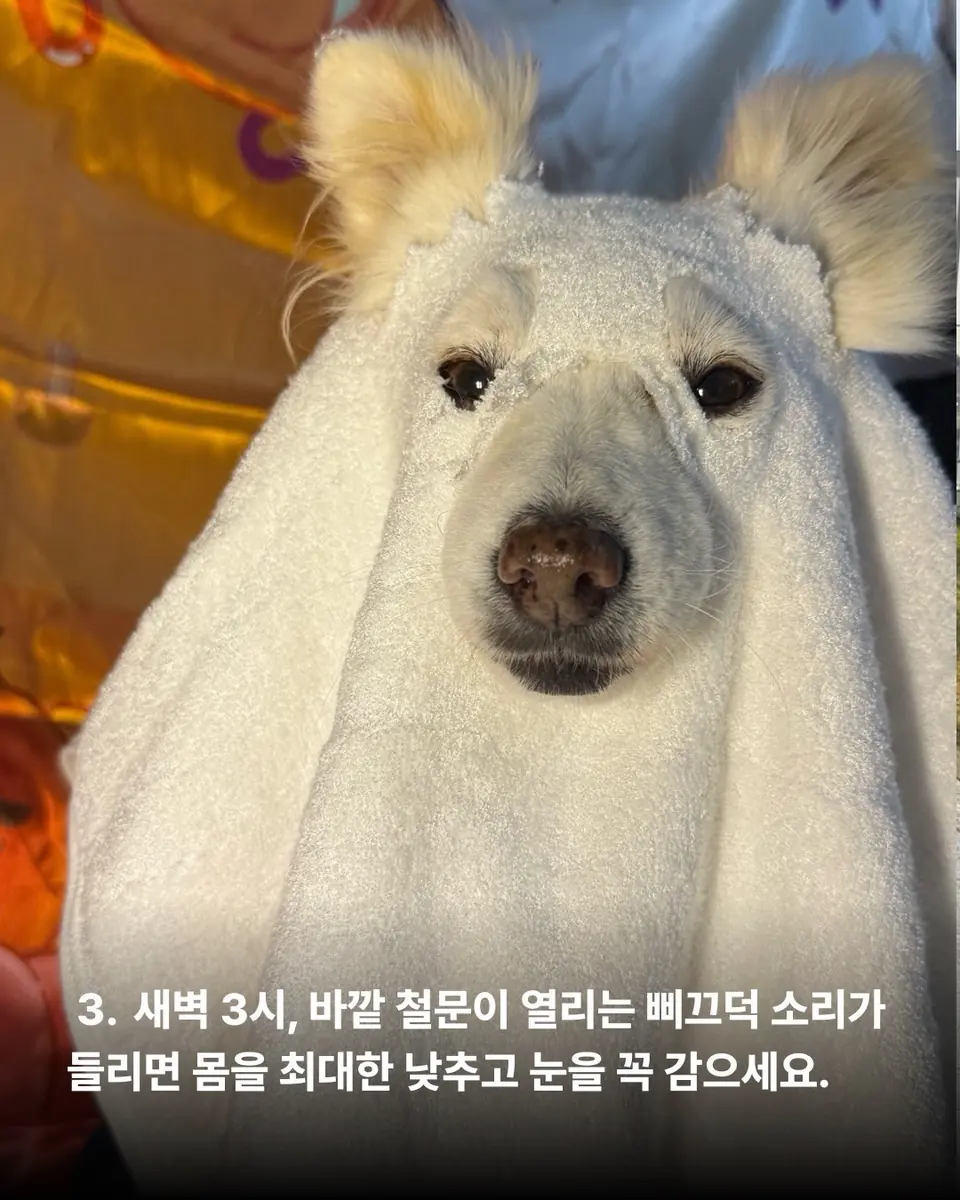 3. 새벽 3시, 바깥 철문이 열리는 삐끄덕 소리가
들리면 몸을 최대한 낮추고 눈을 꼭 감으세요.